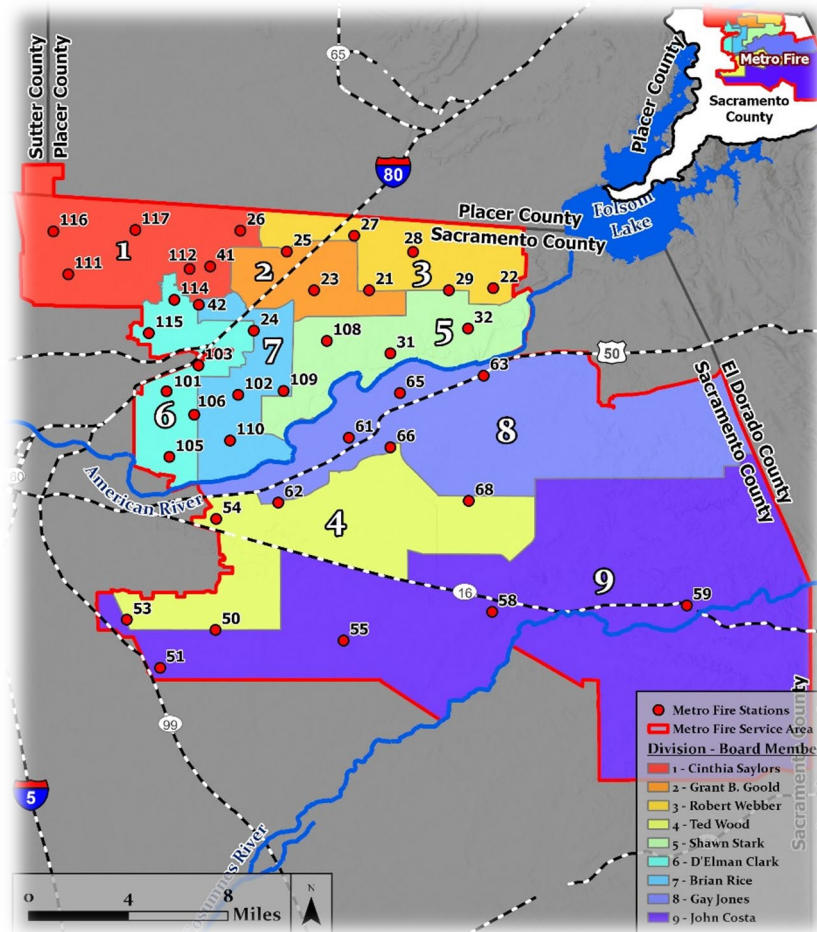 65
Sutter County
Placer County
80
Placer County
Metro Fire
Sacramento
County
Folsom
Lake
Placer County
Sacramento County
116
117
26
27
1
25
28
112
41
2
3
111
23
21
29
22
114
42
115
24
108
5
32
7
31
50
103
63
101
102
109
65
El Dorado County
Sacramento County
106
6
61
8
110
66
105
American River
62
68
54
4
9
16
58
59
53
50
55
51
99
5
River
Metro Fire Stations
Metro Fire Service Area
Division - Board
1 - Cinthia Saylors
2 - Grant B. Goold
3 - Robert Webber
4 - Ted Wood
5 - Shawn Stark
6 - D'Elman Clark
7 - Brian Rice
8 - Gay Jones
9 - John Costa
Sacramento County
0 4 8
Miles
N